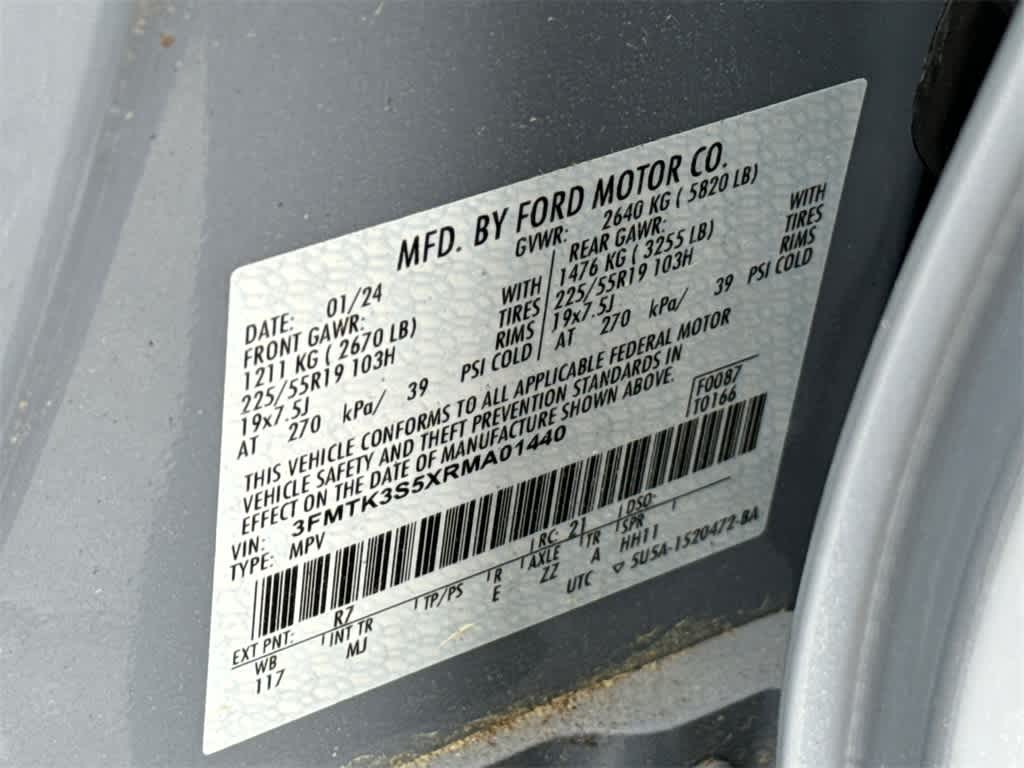 MFD. BY FORD MOTOR CO.
DATE: 01/24 GVWR: 2640 KG ( 5820 LB)
FRONT GAWR: REAR GAWR:
1211 KG ( 2670 LB) WITH 1476 KG ( 3255 LB) WITH
225/55R19 103H TIRES 225/55R19 103H TIRES
19x7.5J RIMS 19x7.5J RIMS
AT 270 kPa/ 39 PSI COLD AT 270 kPa/ 39 PSI COLD
THIS VEHICLE CONFORMS TO ALL APPLICABLE FEDERAL MOTOR
VEHICLE SAFETY AND THEFT PREVENTION STANDARDS IN
EFFECT ON THE DATE OF MANUFACTURE SHOWN ABOVE.
VIN: 3FMTK3S5XRMA01440 F0087
TYPE: MPV T0166
EXT PNT: R7 RC 21 DSO:
WB INT TR TP/PS R AXLE TR SPR
117 MJ E ZZ A HH11
UTC ▽ 5U5A-1520472-BA